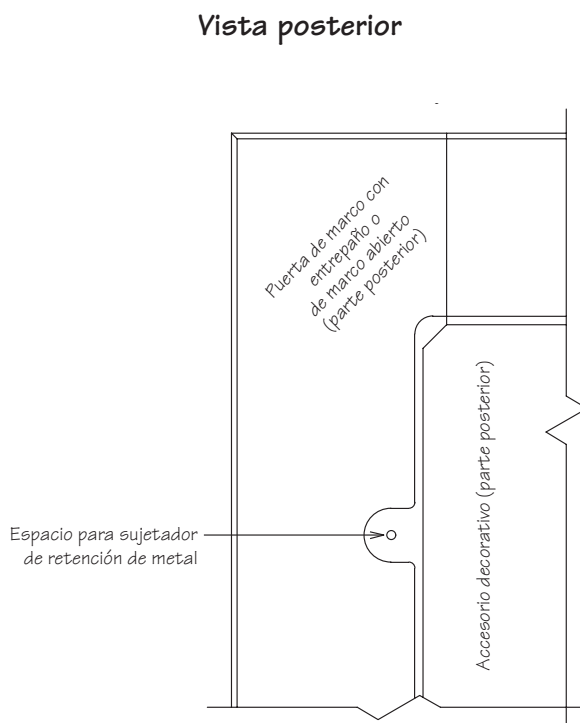 Vista posterior
Puerta de marco con
entrepaño o
de marco abierto
(parte posterior)
Accesorio decorativo (parte posterior)
Espacio para sujetador
de retención de metal